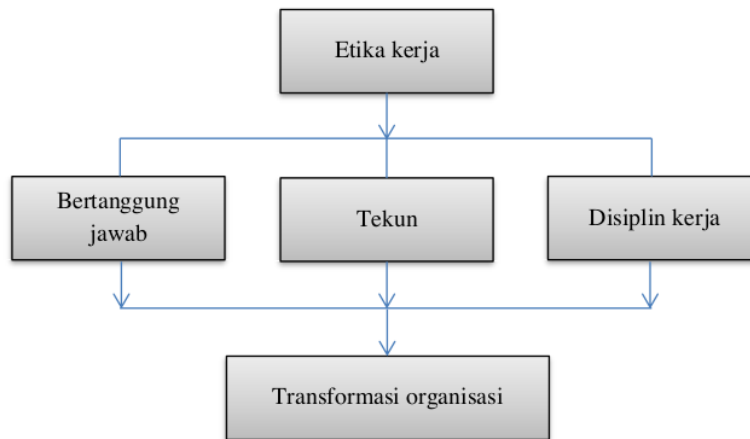 Etika kerja
Bertanggung
jawab
Tekun
Disiplin kerja
Transformasi organisasi